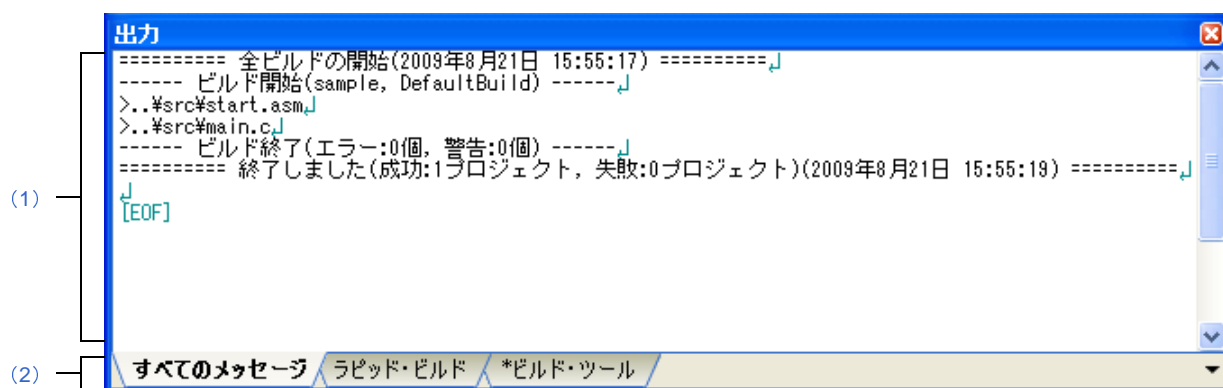 出力
========== 全ビルドの開始(2009年8月21日 15:55:17) ==========↲
------ ビルド開始(sample, DefaultBuild) ------↲
>..¥src¥start.asm↲
>..¥src¥main.c↲
------ ビルド終了(エラー:0個, 警告:0個) ------↲
========== 終了しました(成功:1プロジェクト, 失敗:0プロジェクト)(2009年8月21日 15:55:19) ==========↲
↲
[EOF]
(1)
(2)
すべてのメッセージ ラピッド・ビルド *ビルド・ツール